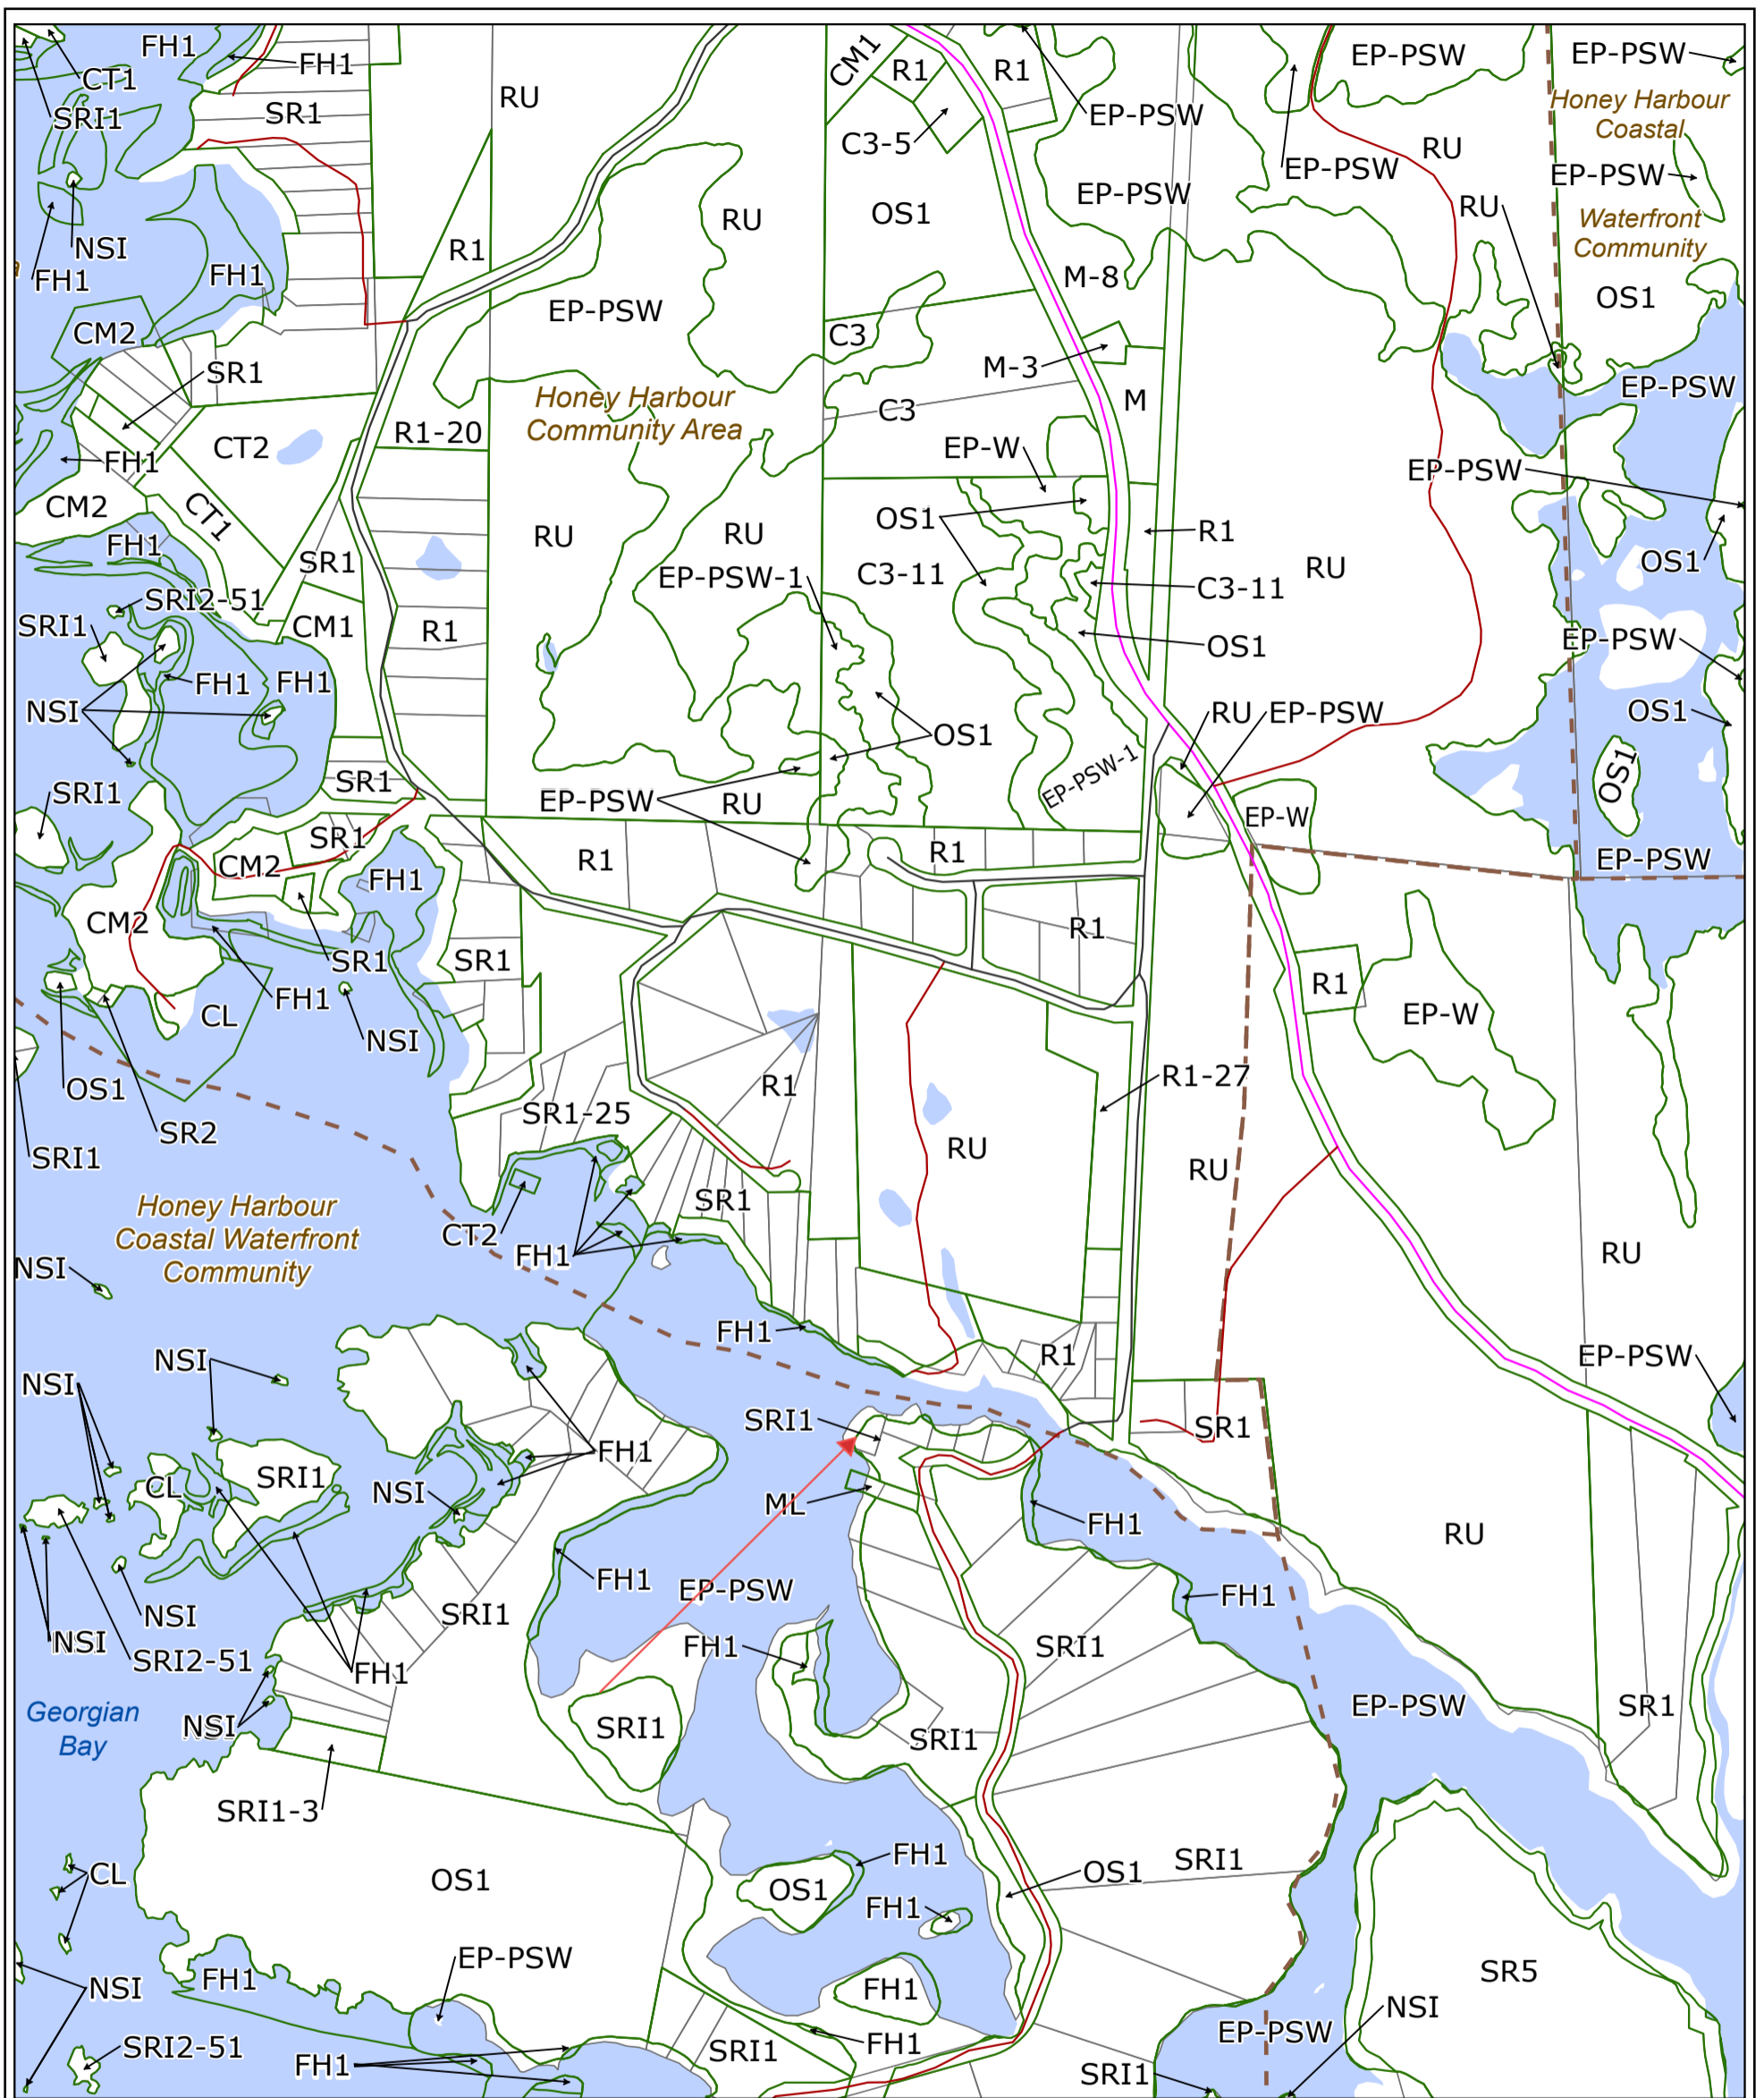 FH1
CT1
SRI1
FH1
SR1
RU
CM1
R1
R1
C3-5
EP-PSW
EP-PSW
EP-PSW
EP-PSW
EP-PSW
Honey Harbour
Coastal
RU
EP-PSW
RU
Waterfront
Community
NSI
FH1
FH1
R1
RU
OS1
M-8
OS1
CM2
EP-PSW
C3
M-3
SR1
Honey Harbour
Community Area
C3
M
EP-PSW
R1-20
CT2
EP-W
EP-PSW
FH1
CM2
CT1
OS1
R1
FH1
RU
RU
SR1
EP-PSW-1
C3-11
C3-11
RU
OS1
SRI2-51
SRI1
CM1
R1
OS1
EP-PSW
FH1
FH1
NSI
RU
EP-PSW
OS1
OS1
EP-PSW-1
OS1
SRI1
SR1
EP-PSW
RU
EP-W
SR1
CM2
R1
R1
EP-PSW
FH1
CM2
R1
SR1
SR1
R1
FH1
CL
NSI
EP-W
OS1
R1
R1-27
SR1-25
SR2
SRI1
RU
RU
SR1
Honey Harbour
Coastal Waterfront
Community
CT2
FH1
RU
NSI
FH1
R1
EP-PSW
NSI
NSI
SRI1
SR1
FH1
CL
SRI1
NSI
ML
FH1
RU
FH1
EP-PSW
FH1
NSI
SRI1
NSI
SRI2-51
FH1
SRI1
FH1
Georgian
Bay
NSI
SRI1
SRI1
EP-PSW
SR1
SRI1-3
FH1
SRI1
CL
OS1
OS1
OS1
FH1
EP-PSW
NSI
FH1
FH1
SR5
NSI
EP-PSW
FH1
SRI2-51
FH1
SRI1
SRI1